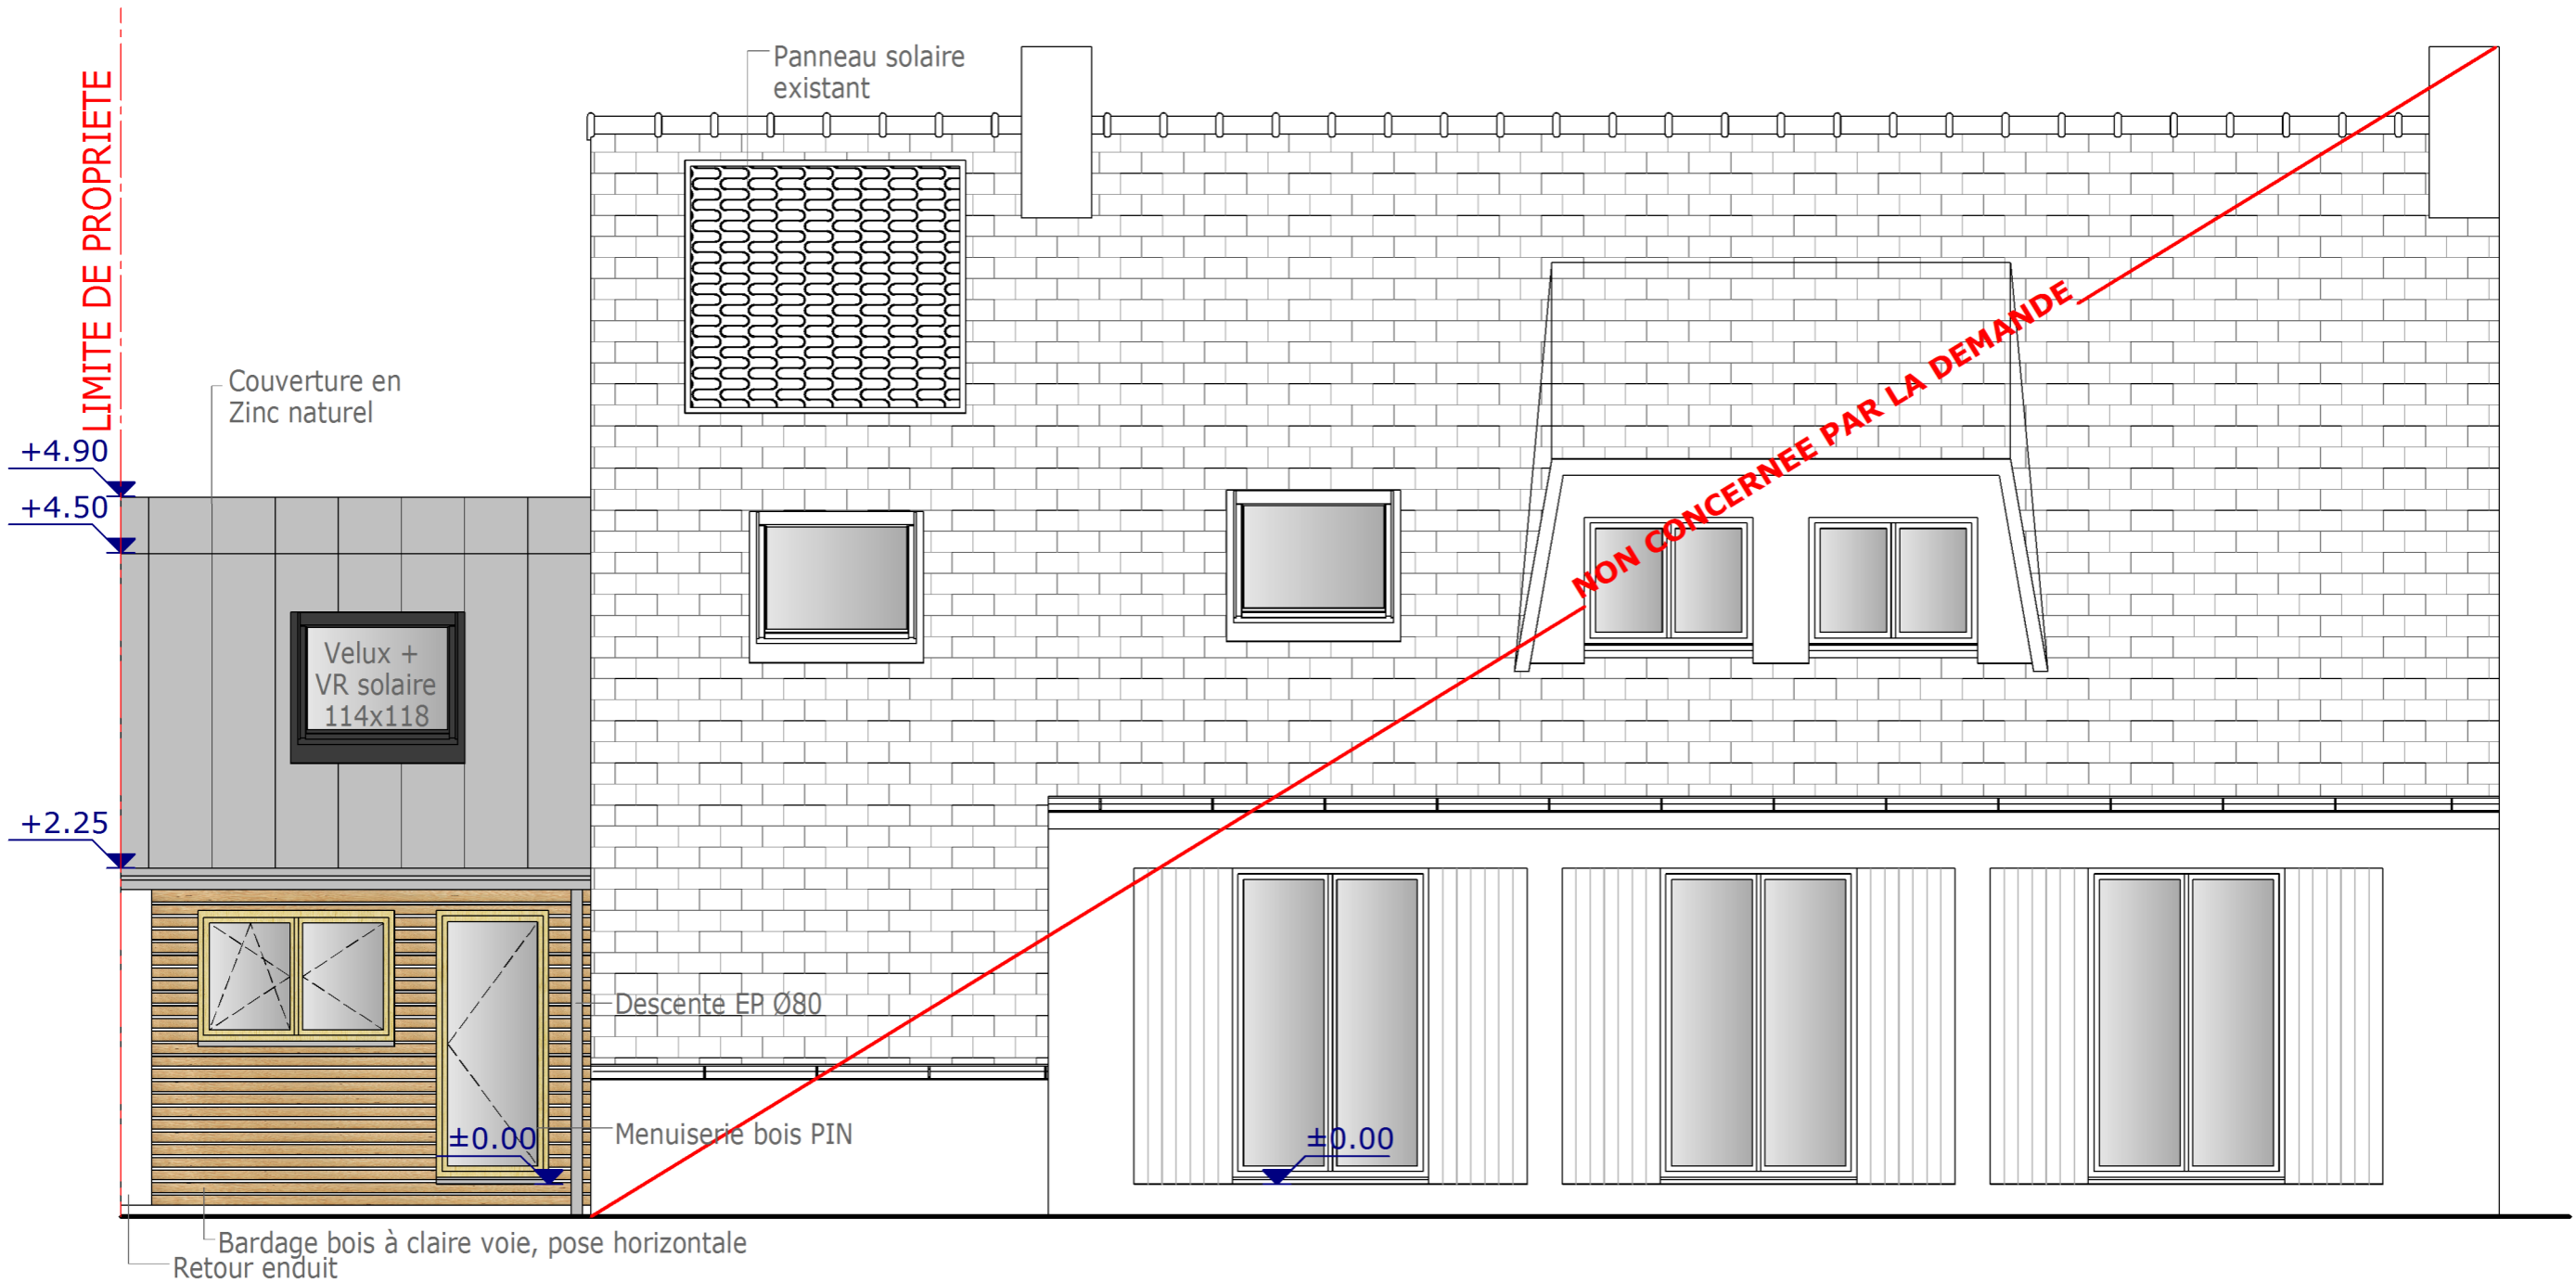 Panneau solaire
existant
LIMITE DE PROPRIETE
Couverture en
Zinc naturel
+4.90
+4.50
NON CONCERNEE PAR LA DEMANDE
Velux +
VR solaire
114x118
+2.25
Descente EP Ø80
Menuiserie bois PIN
±0.00
±0.00
Bardage bois à claire voie, pose horizontale
Retour enduit